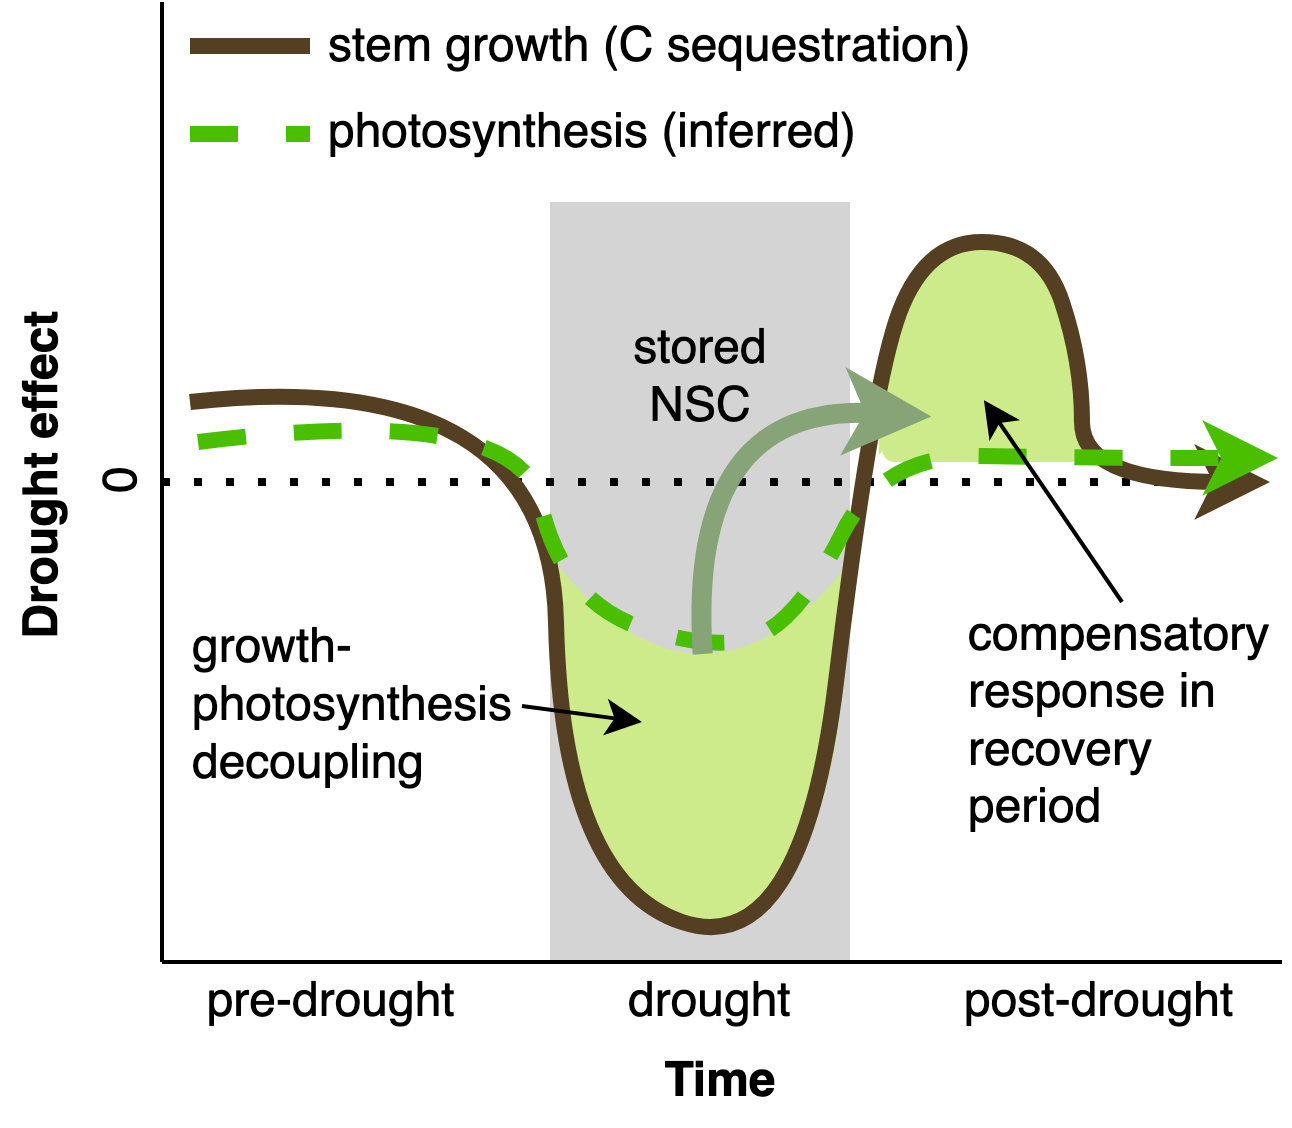 stem growth (C sequestration)
photosynthesis (inferred)
stored
NSC
Drought effect
0
growth-
photosynthesis
decoupling
compensatory
response in
recovery
period
pre-drought
drought
post-drought
Time